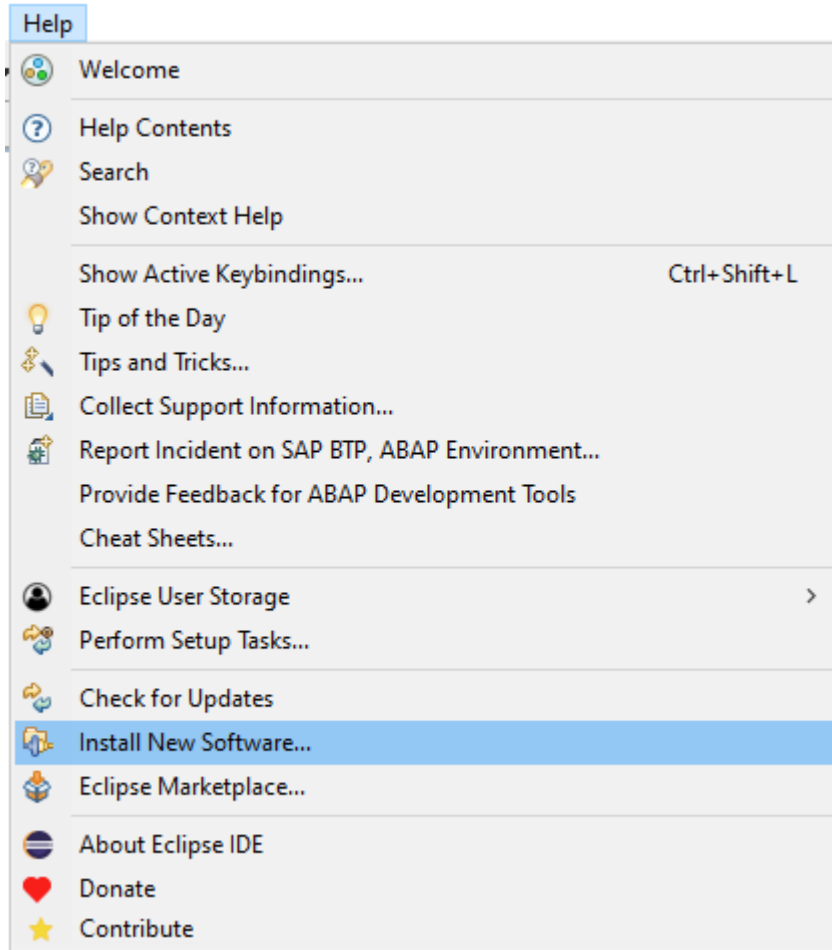 Help
Welcome
Help Contents
Search
Show Context Help
Show Active Keybindings... Ctrl+Shift+L
Tip of the Day
Tips and Tricks...
Collect Support Information...
Report Incident on SAP BTP, ABAP Environment...
Provide Feedback for ABAP Development Tools
Cheat Sheets...
Eclipse User Storage
Perform Setup Tasks...
Check for Updates
Install New Software...
Eclipse Marketplace...
About Eclipse IDE
Donate
Contribute